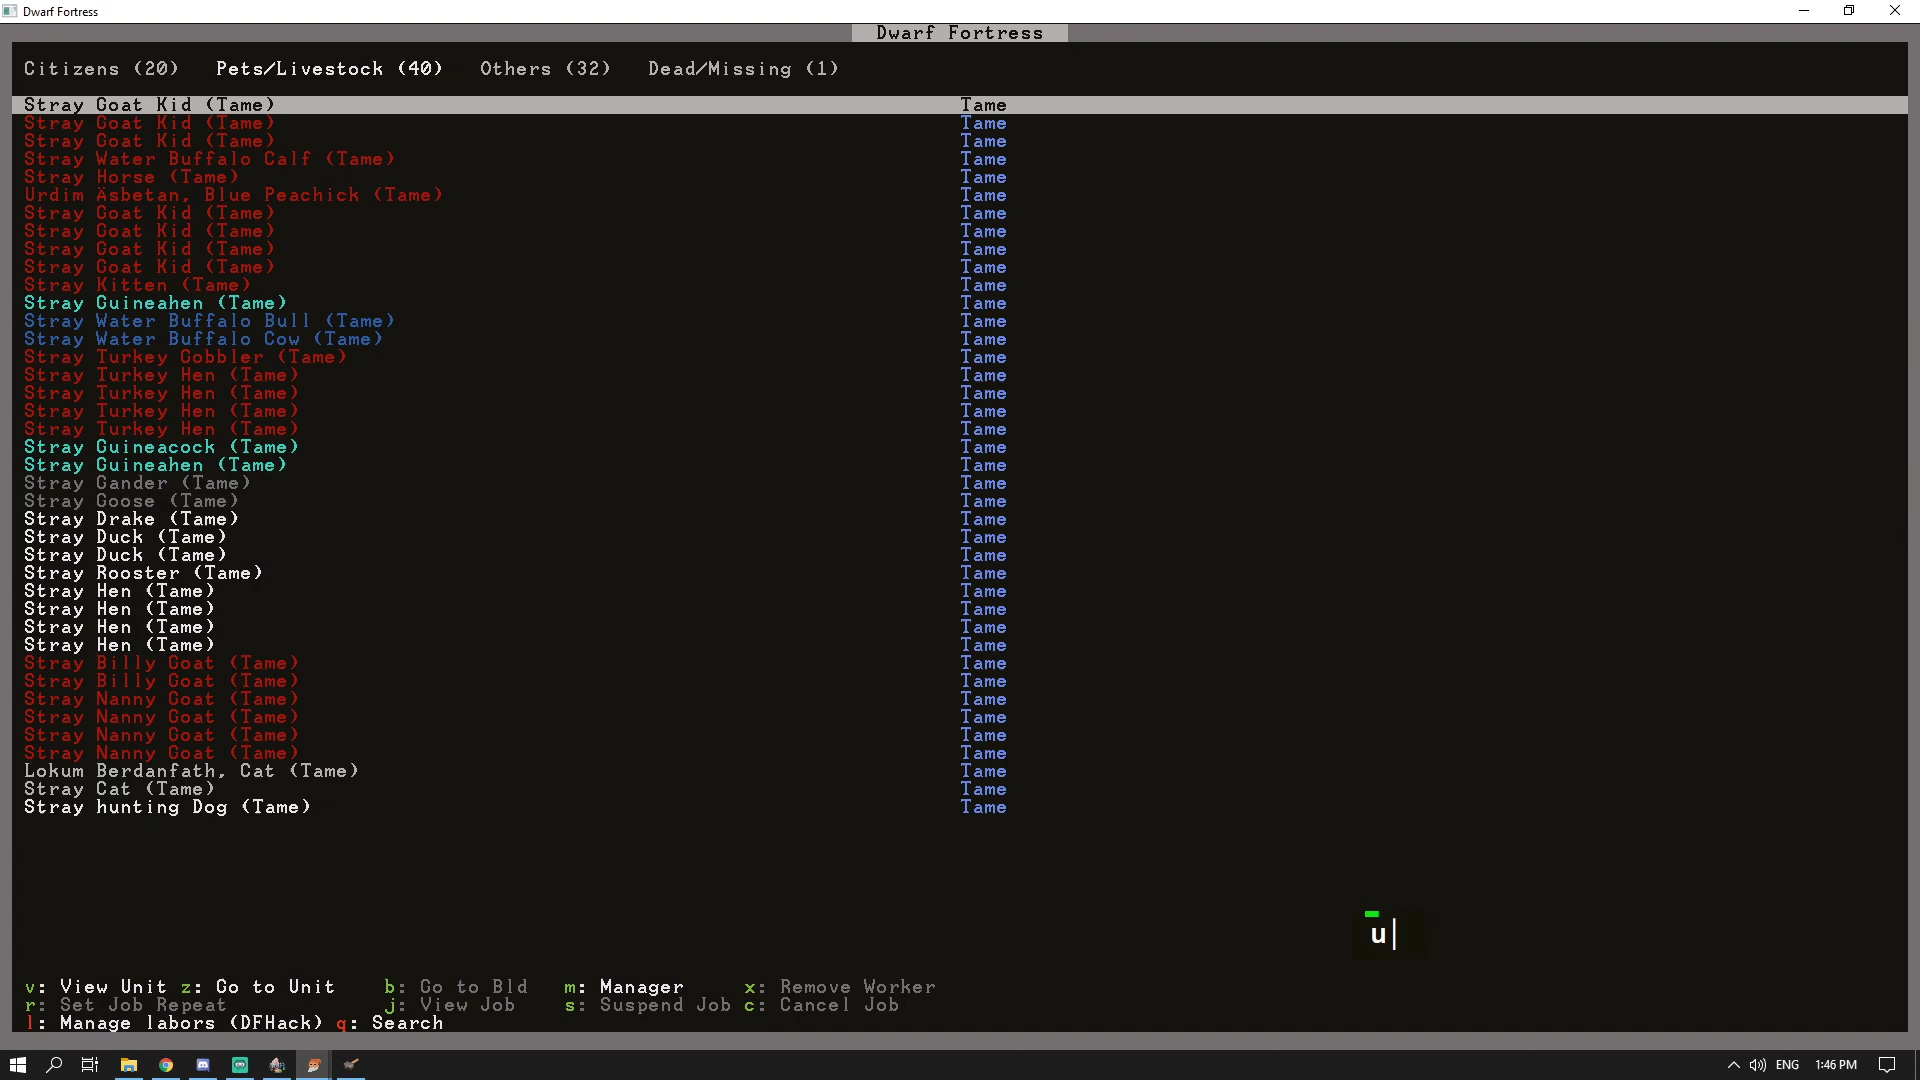 Dwarf Fortress
Dwarf Fortress
Citizens (20) Pets/Livestock (40) Others (32) Dead/Missing (1)
Stray Goat Kid (Tame) Tame
Stray Goat Kid (Tame) Tame
Stray Goat Kid (Tame) Tame
Stray Water Buffalo Calf (Tame) Tame
Stray Horse (Tame) Tame
Urdim Äsbetan, Blue Peachick (Tame) Tame
Stray Goat Kid (Tame) Tame
Stray Goat Kid (Tame) Tame
Stray Goat Kid (Tame) Tame
Stray Goat Kid (Tame) Tame
Stray Kitten (Tame) Tame
Stray Guineahen (Tame) Tame
Stray Water Buffalo Bull (Tame) Tame
Stray Water Buffalo Cow (Tame) Tame
Stray Turkey Gobbler (Tame) Tame
Stray Turkey Hen (Tame) Tame
Stray Turkey Hen (Tame) Tame
Stray Turkey Hen (Tame) Tame
Stray Turkey Hen (Tame) Tame
Stray Guineacock (Tame) Tame
Stray Guineahen (Tame) Tame
Stray Gander (Tame) Tame
Stray Goose (Tame) Tame
Stray Drake (Tame) Tame
Stray Duck (Tame) Tame
Stray Duck (Tame) Tame
Stray Rooster (Tame) Tame
Stray Hen (Tame) Tame
Stray Hen (Tame) Tame
Stray Hen (Tame) Tame
Stray Hen (Tame) Tame
Stray Billy Goat (Tame) Tame
Stray Billy Goat (Tame) Tame
Stray Nanny Goat (Tame) Tame
Stray Nanny Goat (Tame) Tame
Stray Nanny Goat (Tame) Tame
Stray Nanny Goat (Tame) Tame
Lokum Berdanfath, Cat (Tame) Tame
Stray Cat (Tame) Tame
Stray hunting Dog (Tame) Tame
u
v: View Unit z: Go to Unit b: Go to Bld m: Manager x: Remove Worker
r: Set Job Repeat j: View Job s: Suspend Job c: Cancel Job
l: Manage labors (DFHack) q: Search
ENG 1:46 PM